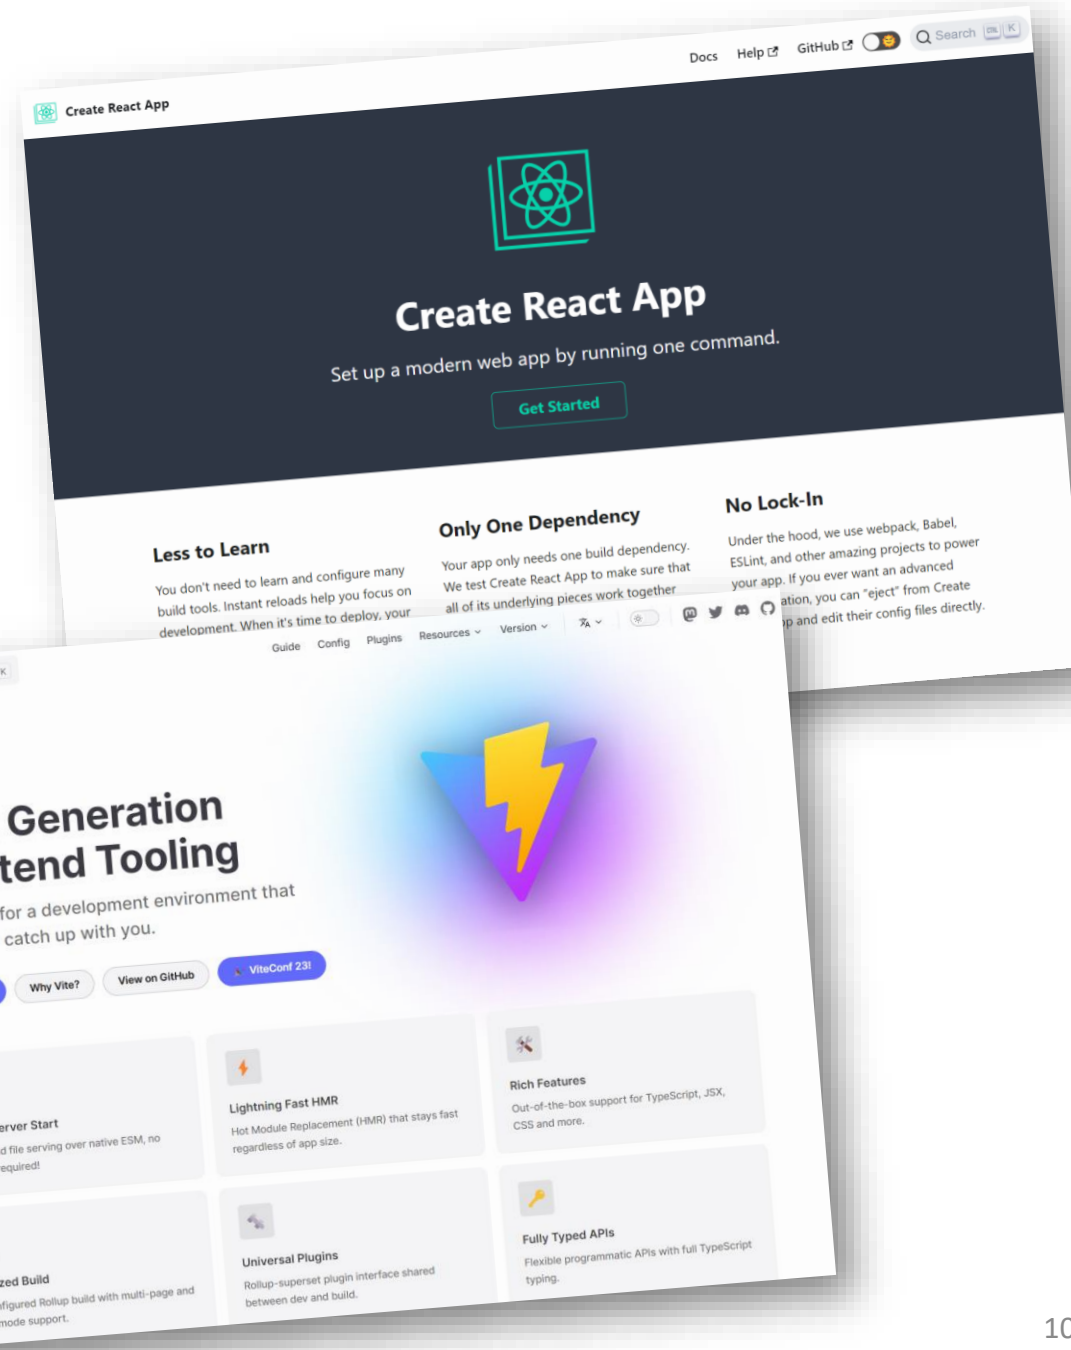 Create React App
Docs Help GitHub Search K
Create React App
Set up a modern web app by running one command.
Get Started
Less to Learn
You don't need to learn and configure many
build tools. Instant reloads help you focus on
development. When it's time to deploy, your
Only One Dependency
Your app only needs one build dependency.
We test Create React App to make sure that
all of its underlying pieces work together
No Lock-In
Under the hood, we use webpack, Babel,
ESLint, and other amazing projects to power
your app. If you ever want an advanced
ation, you can "eject" from Create
pp and edit their config files directly.
K
Guide Config Plugins Resources Version
Generation
tend Tooling
for a development environment that
catch up with you.
Why Vite? View on GitHub ViteConf 23!
erver Start
d file serving over native ESM, no
equired!
Lightning Fast HMR
Hot Module Replacement (HMR) that stays fast
regardless of app size.
Rich Features
Out-of-the-box support for TypeScript, JSX,
CSS and more.
zed Build
figured Rollup build with multi-page and
mode support.
Universal Plugins
Rollup-superset plugin interface shared
between dev and build.
Fully Typed APIs
Flexible programmatic APIs with full TypeScript
typing.
10